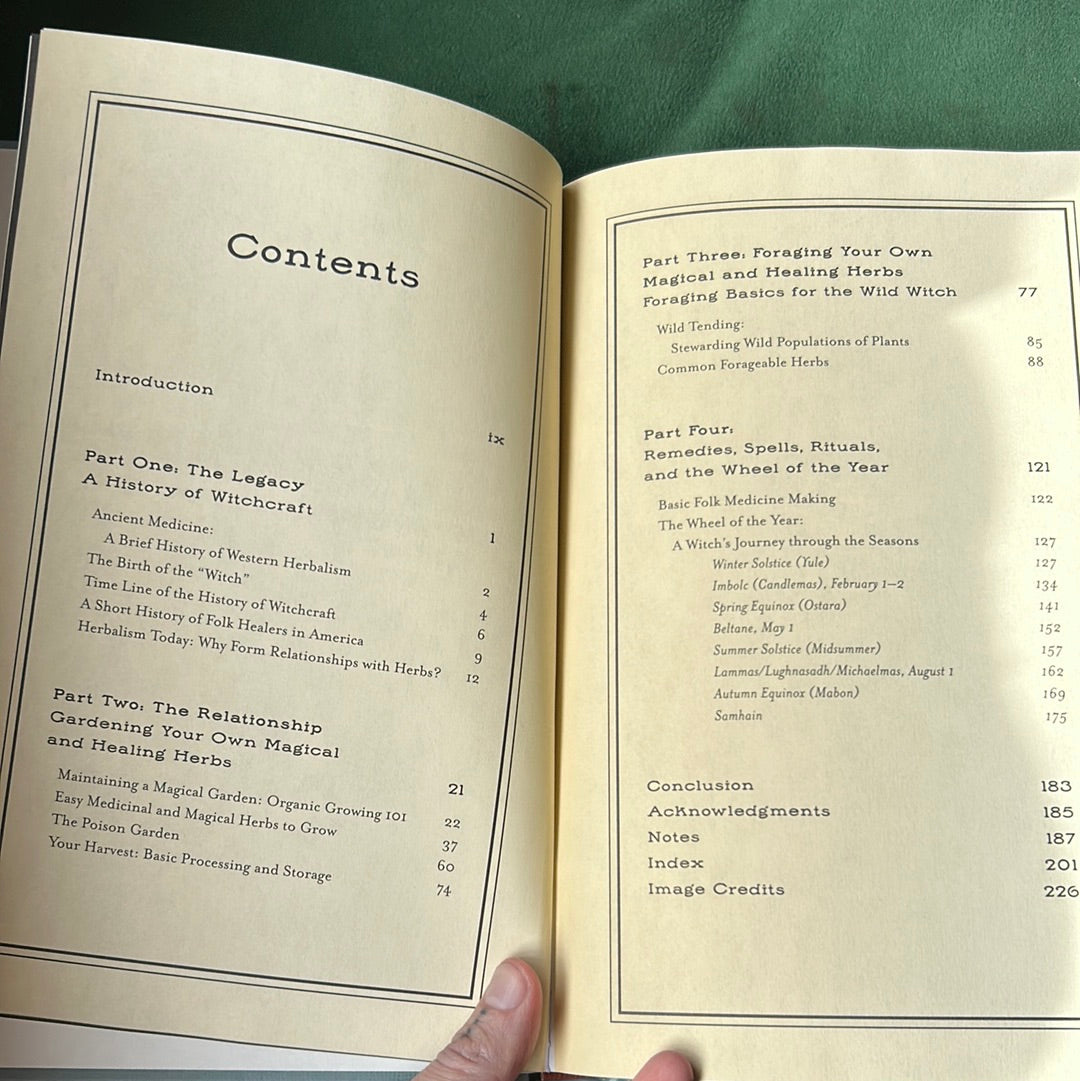 Contents
Introduction ix
Part One: The Legacy
A History of Witchcraft 1
Ancient Medicine:
A Brief History of Western Herbalism 2
The Birth of the “Witch” 4
Time Line of the History of Witchcraft 6
A Short History of Folk Healers in America 9
Herbalism Today: Why Form Relationships with Herbs? 12
Part Two: The Relationship
Gardening Your Own Magical
and Healing Herbs 21
Maintaining a Magical Garden: Organic Growing 101 22
Easy Medicinal and Magical Herbs to Grow 37
The Poison Garden 60
Your Harvest: Basic Processing and Storage 74
Part Three: Foraging Your Own
Magical and Healing Herbs
Foraging Basics for the Wild Witch 77
Wild Tending:
Stewarding Wild Populations of Plants 85
Common Forageable Herbs 88
Part Four:
Remedies, Spells, Rituals,
and the Wheel of the Year 121
Basic Folk Medicine Making 122
The Wheel of the Year:
A Witch’s Journey through the Seasons 127
Winter Solstice (Yule) 127
Imbolc (Candlemas), February 1–2 134
Spring Equinox (Ostara) 141
Beltane, May 1 152
Summer Solstice (Midsummer) 157
Lammas/Lughnasadh/Michaelmas, August 1 162
Autumn Equinox (Mabon) 169
Samhain 175
Conclusion 183
Acknowledgments 185
Notes 187
Index 201
Image Credits 226